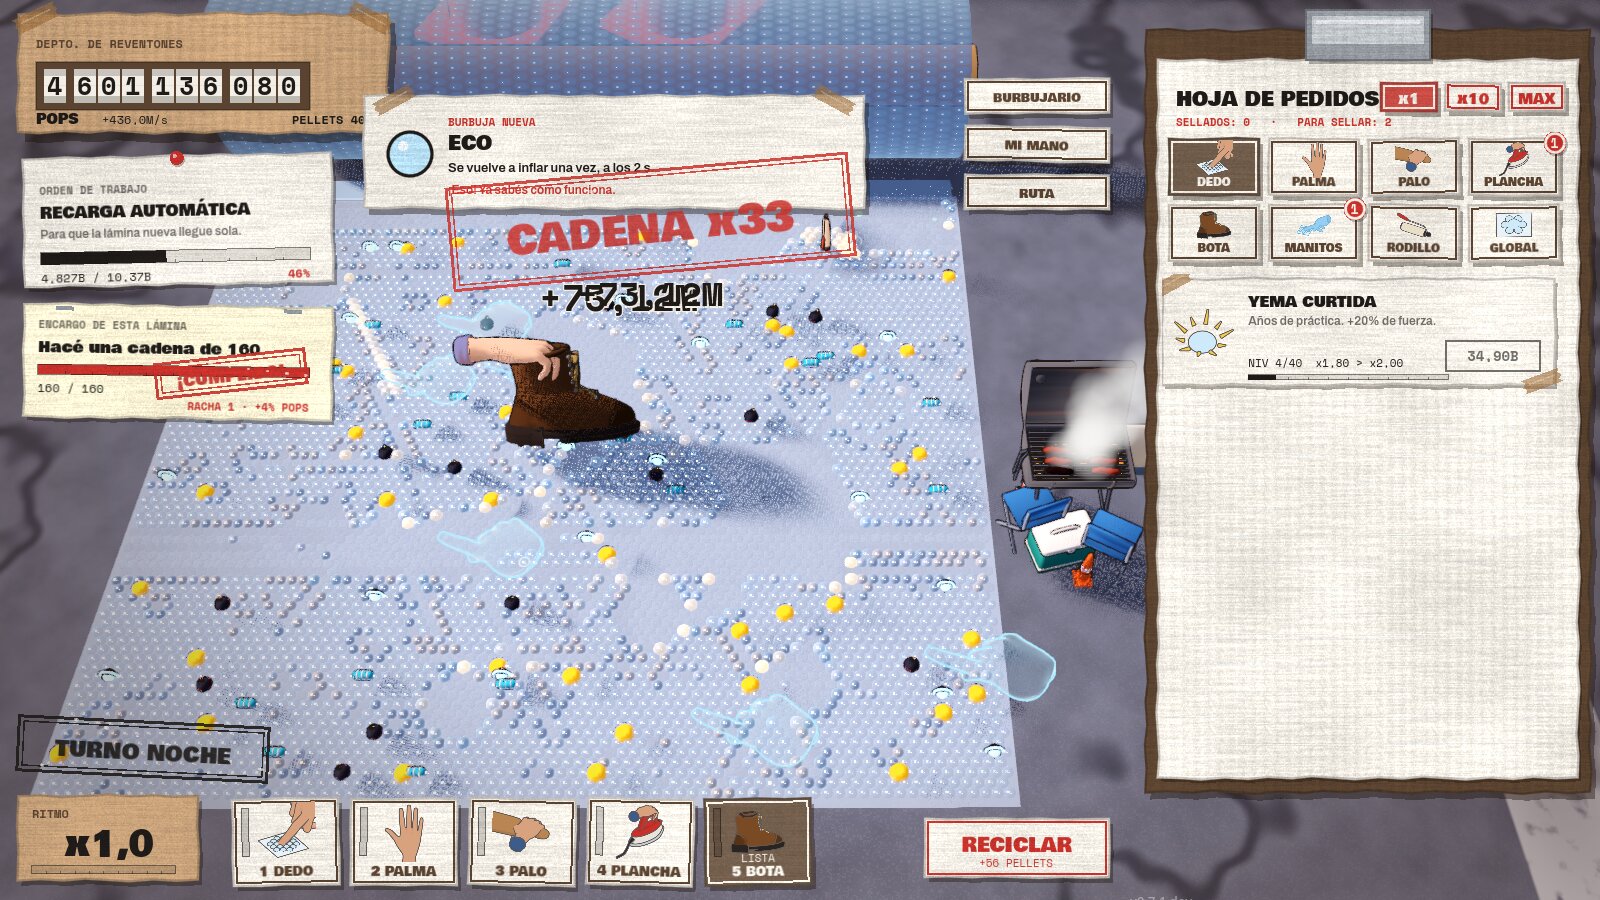 DEPTO. DE REVENTONES
4 601 136 080
POPS +436,0M/s PELLETS 40
ORDEN DE TRABAJO
RECARGA AUTOMÁTICA
Para que la lámina nueva llegue sola.
4,827B / 10,37B 46%
ENCARGO DE ESTA LÁMINA
Hacé una cadena de 160
160 / 160
RACHA 1 · +4% POPS
BURBUJA NUEVA
ECO
Se vuelve a inflar una vez, a los 2 s
Eso. Ya sabés cómo funciona.
CADENA x33
BURBUJARIO
MI MANO
RUTA
HOJA DE PEDIDOS
x1
x10
MAX
SELLADOS: 0 · PARA SELLAR: 2
DEDO
PALMA
PALO
PLANCHA
1
BOTA
MANITOS
1
RODILLO
GLOBAL
YEMA CURTIDA
Años de práctica. +20% de fuerza.
NIV 4/40 x1,80 > x2,00
34,90B
TURNO NOCHE
RITMO
x1,0
1 DEDO
2 PALMA
3 PALO
4 PLANCHA
LISTA
5 BOTA
RECICLAR
+56 PELLETS